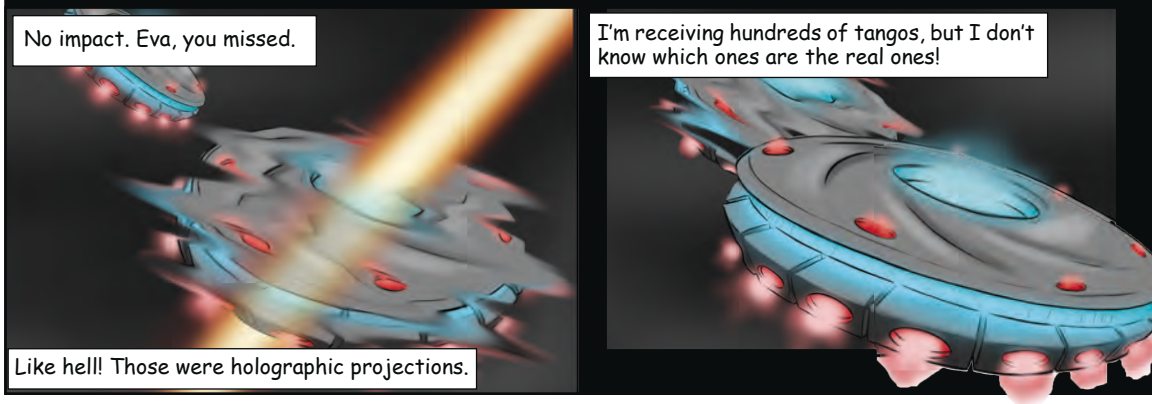 No impact. Eva, you missed.
Like hell! Those were holographic projections.
I'm receiving hundreds of tangos, but I don't
know which ones are the real ones!